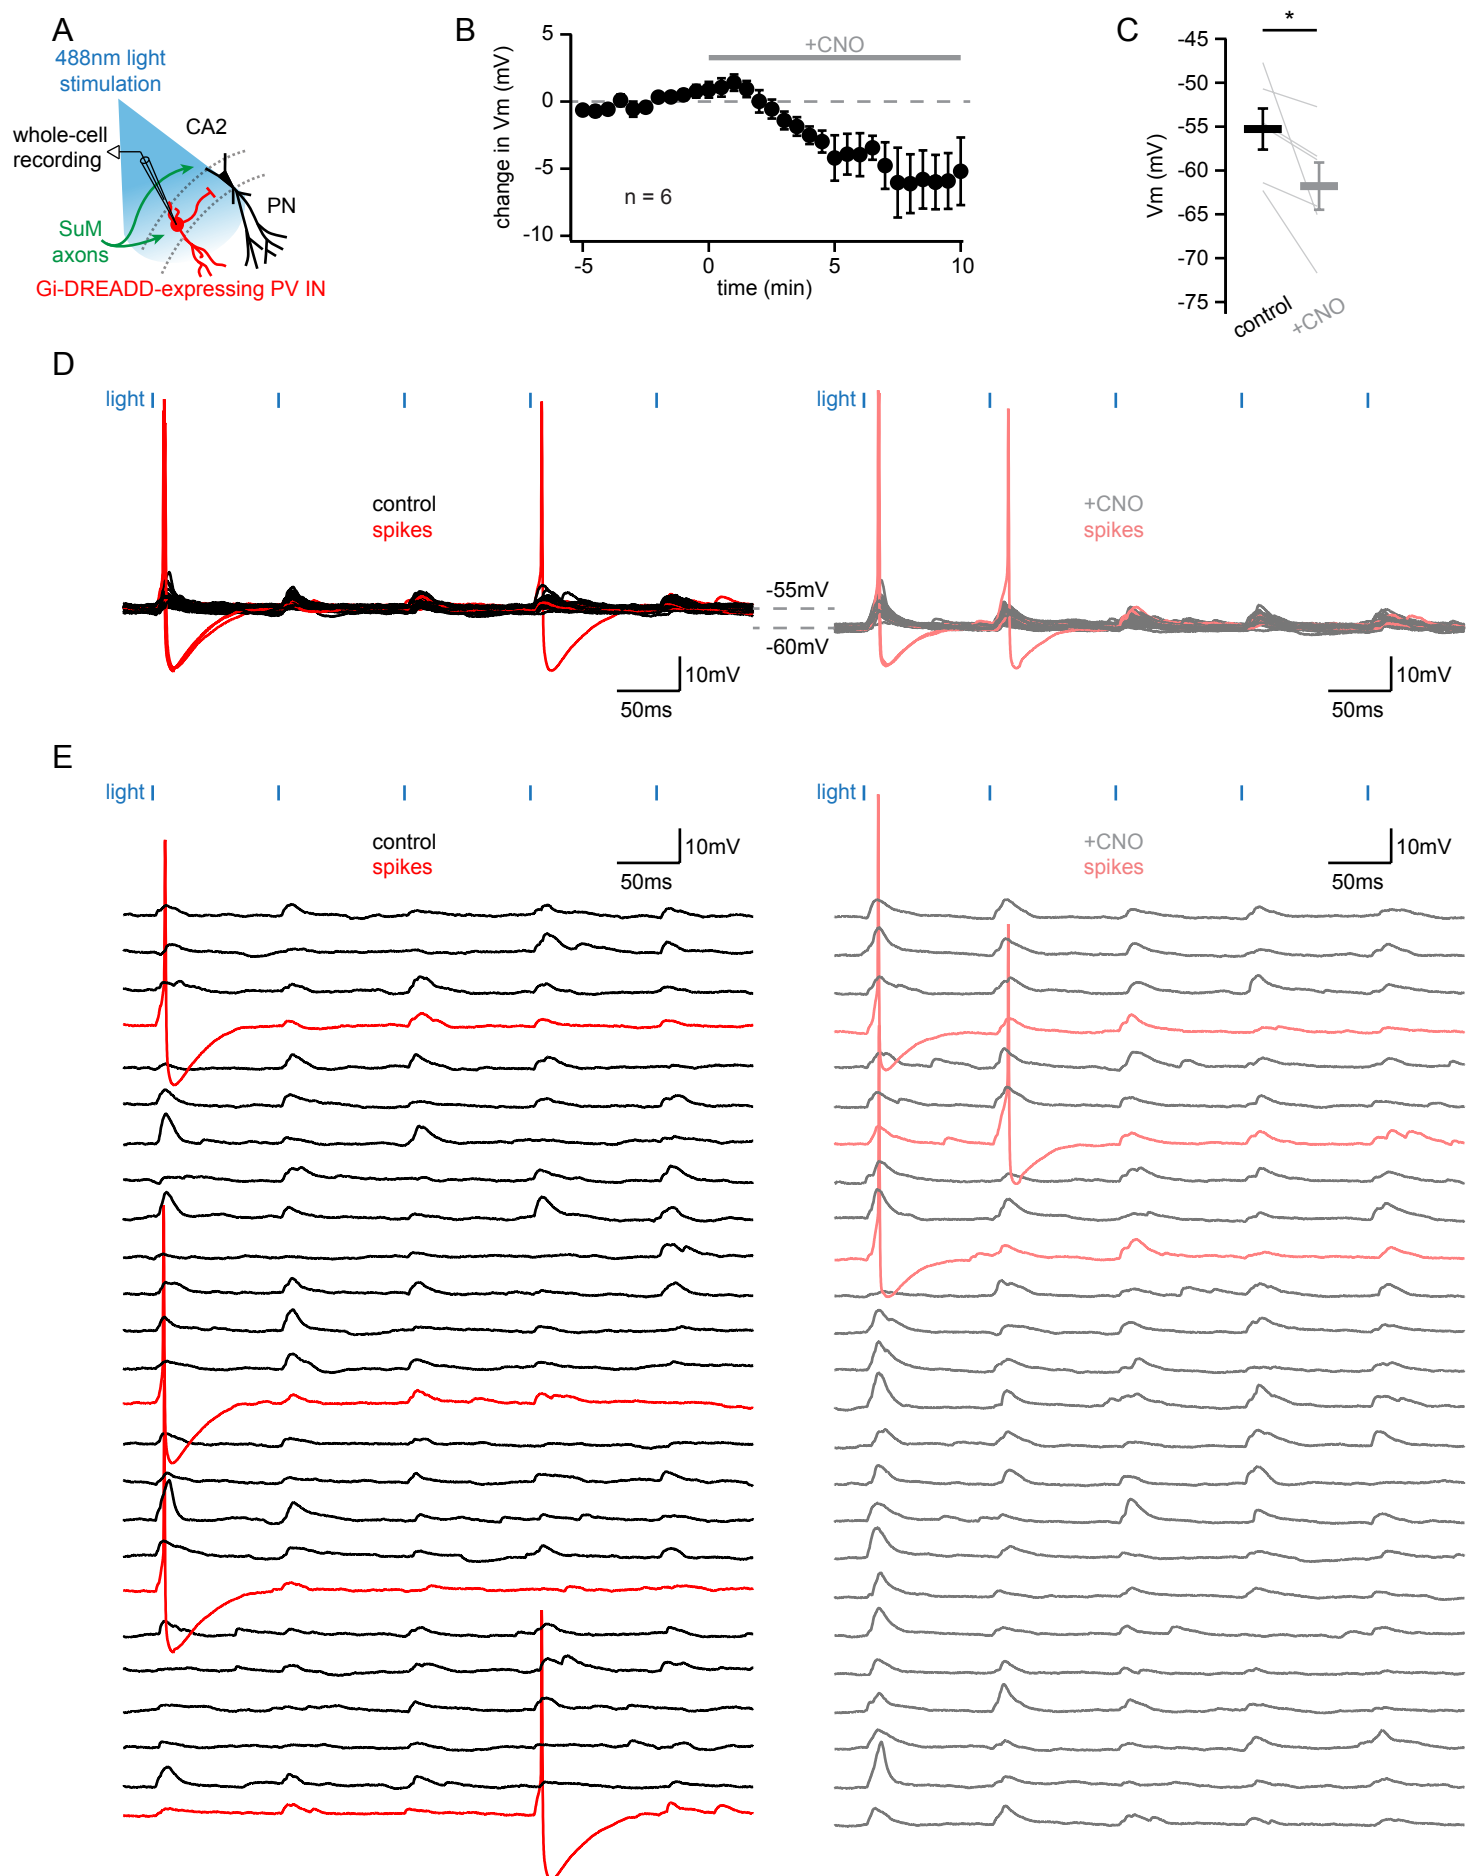 A
488nm light
stimulation
CA2
whole-cell
recording
PN
SuM
axons
Gi-DREADD-expressing PV IN
B
+CNO
change in Vm (mV)
5
0
-5
-10
n = 6
-5
0
5
10
time (min)
C
*
Vm (mV)
-45
-50
-55
-60
-65
-70
-75
control
+CNO
D
light
control
spikes
10mV
50ms
-55mV
-60mV
light
+CNO
spikes
10mV
50ms
E
light
control
spikes
10mV
50ms
light
+CNO
spikes
10mV
50ms